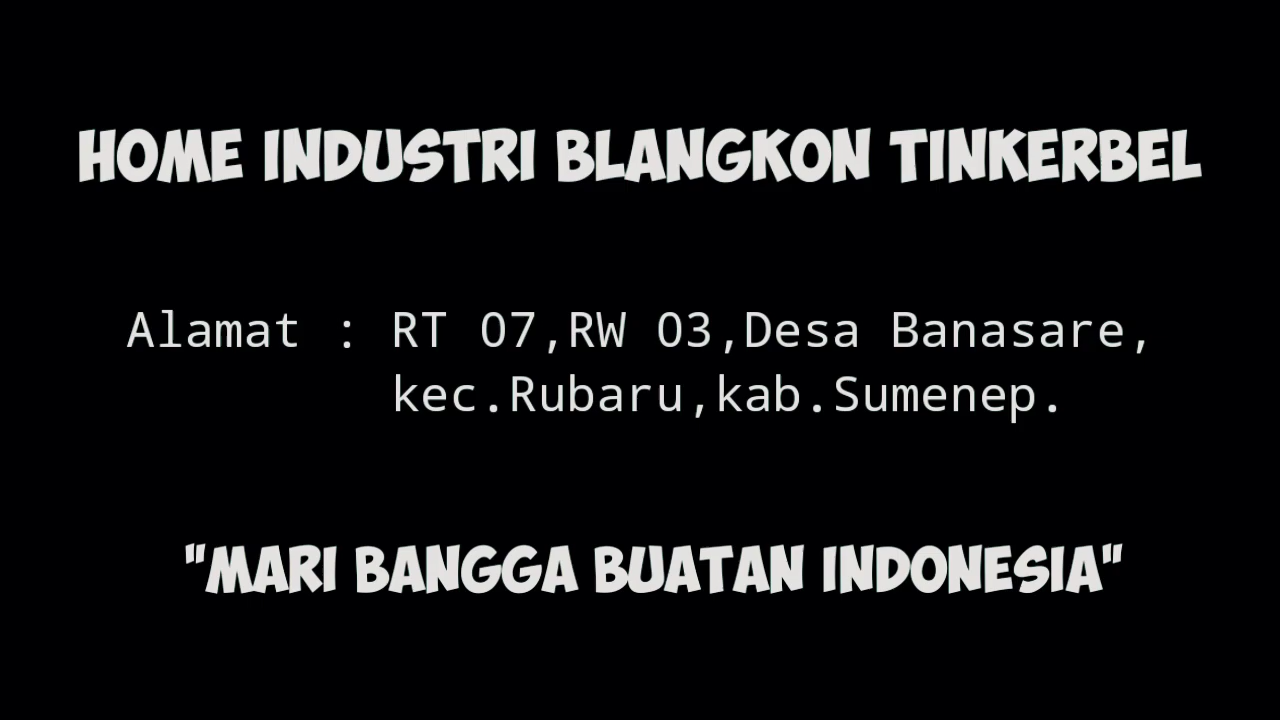 HOME INDUSTRI BLANGKON TINKERBEL
Alamat : RT 07,RW 03,Desa Banasare,
kec.Rubaru,kab.Sumenep.
"MARI BANGGA BUATAN INDONESIA"